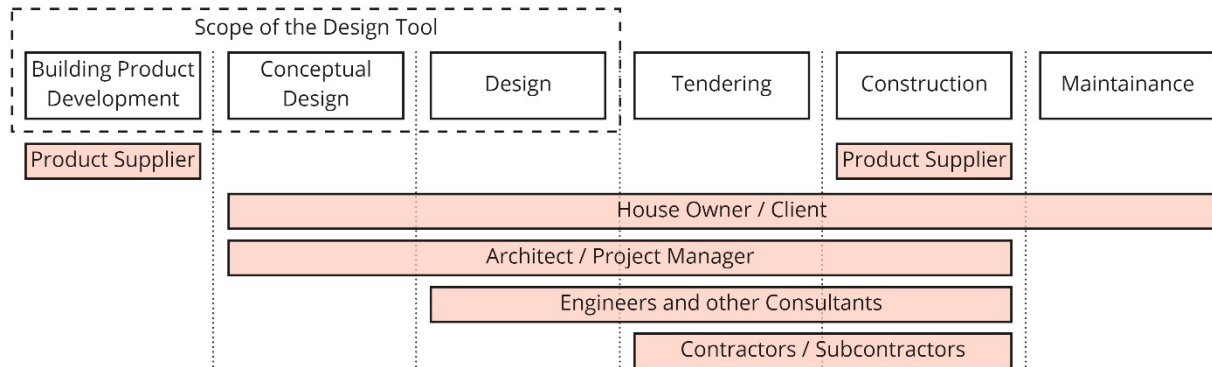 Scope of the Design Tool
Building Product
Development
Conceptual
Design
Design
Tendering
Construction
Maintainance
Product Supplier
Product Supplier
House Owner / Client
Architect / Project Manager
Engineers and other Consultants
Contractors / Subcontractors